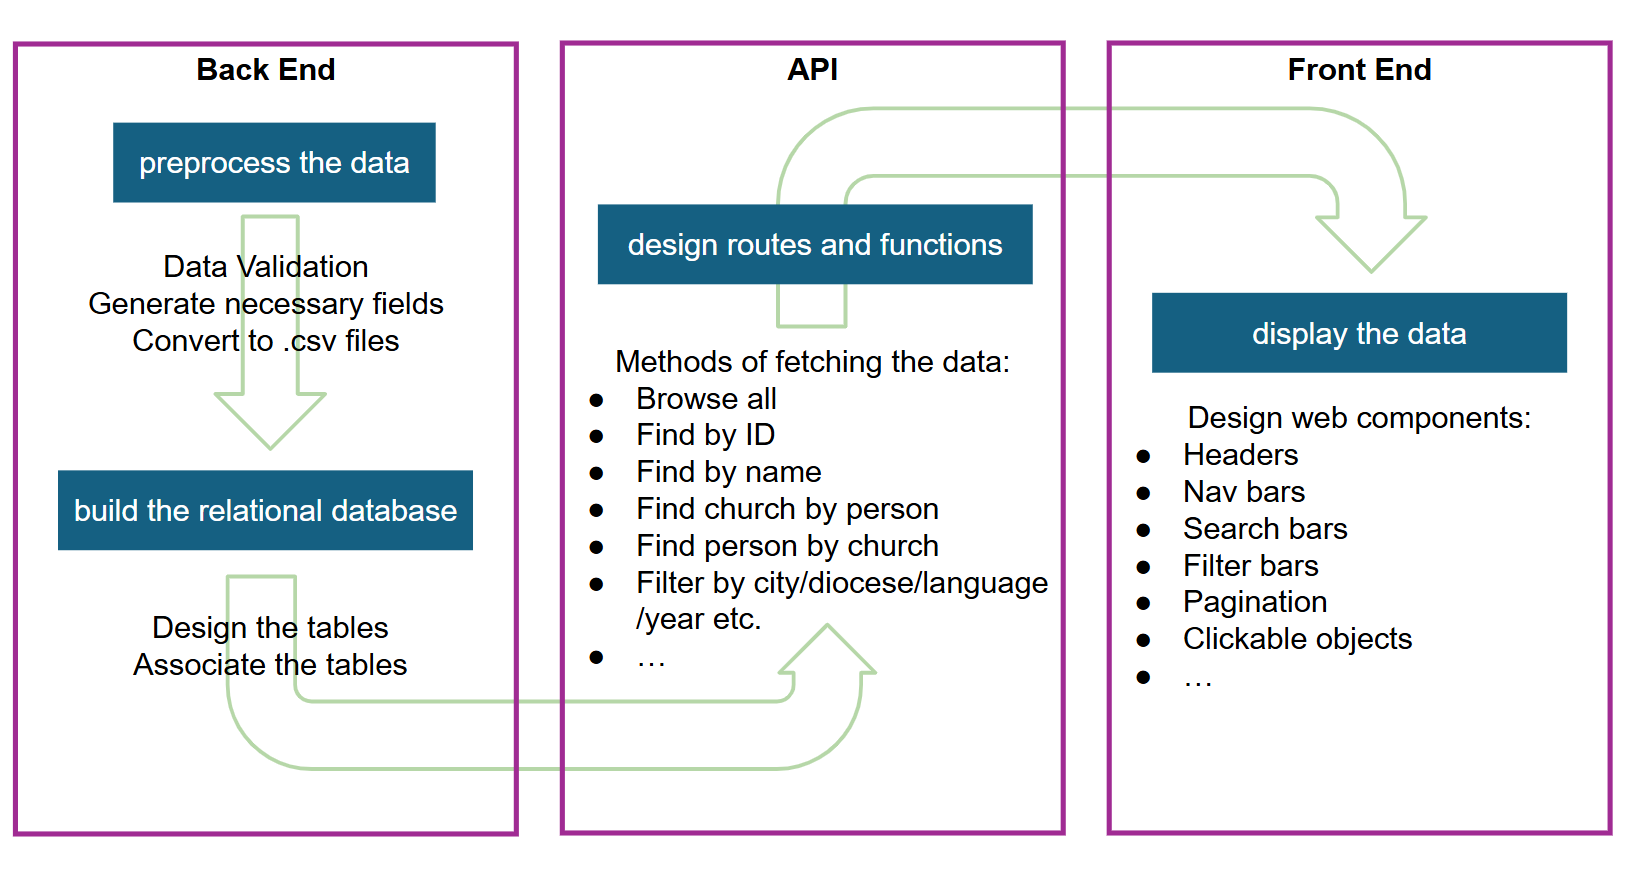 Back End
preprocess the data
Data Validation
Generate necessary fields
Convert to .csv files
build the relational database
Design the tables
Associate the tables
API
design routes and functions
Methods of fetching the data:
● Browse all
● Find by ID
● Find by name
● Find church by person
● Find person by church
● Filter by city/diocese/language
/year etc.
● …
Front End
display the data
Design web components:
● Headers
● Nav bars
● Search bars
● Filter bars
● Pagination
● Clickable objects
● …